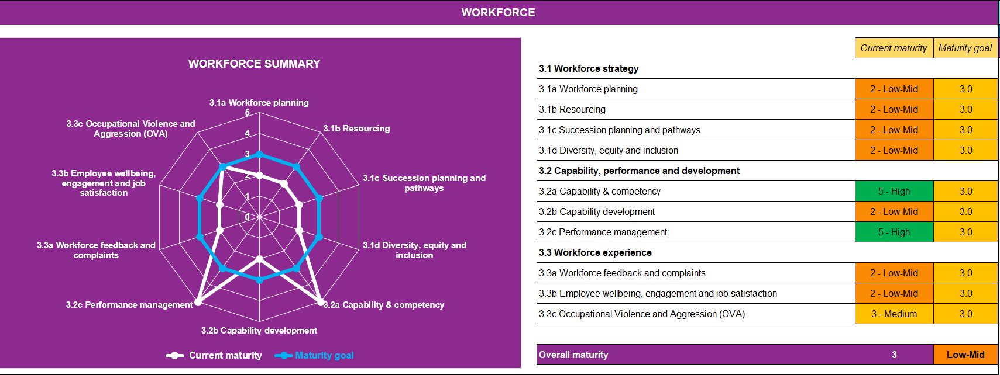 WORKFORCE
WORKFORCE SUMMARY
3.1a Workforce planning
5
4
3
2
1
0
3.1b Resourcing
3.1c Succession planning and
pathways
3.1d Diversity, equity and
inclusion
3.2a Capability & competency
3.2b Capability development
3.2c Performance management
3.3a Workforce feedback and
complaints
3.3b Employee wellbeing,
engagement and job
satisfaction
3.3c Occupational Violence and
Aggression (OVA)
Current maturity
Maturity goal
Current maturity Maturity goal
3.1 Workforce strategy
3.1a Workforce planning 2 - Low-Mid 3.0
3.1b Resourcing 2 - Low-Mid 3.0
3.1c Succession planning and pathways 2 - Low-Mid 3.0
3.1d Diversity, equity and inclusion 2 - Low-Mid 3.0
3.2 Capability, performance and development
3.2a Capability & competency 5 - High 3.0
3.2b Capability development 2 - Low-Mid 3.0
3.2c Performance management 5 - High 3.0
3.3 Workforce experience
3.3a Workforce feedback and complaints 2 - Low-Mid 3.0
3.3b Employee wellbeing, engagement and job satisfaction 2 - Low-Mid 3.0
3.3c Occupational Violence and Aggression (OVA) 3 - Medium 3.0
Overall maturity 3 Low-Mid